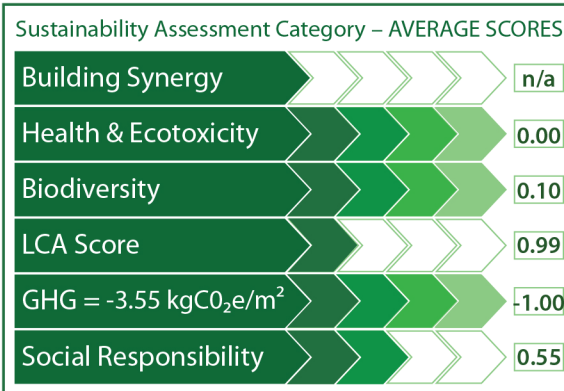 Sustainability Assessment Category – AVERAGE SCORES
Building Synergy n/a
Health & Ecotoxicity 0.00
Biodiversity 0.10
LCA Score 0.99
GHG = -3.55 kgC0₂e/m² -1.00
Social Responsibility 0.55